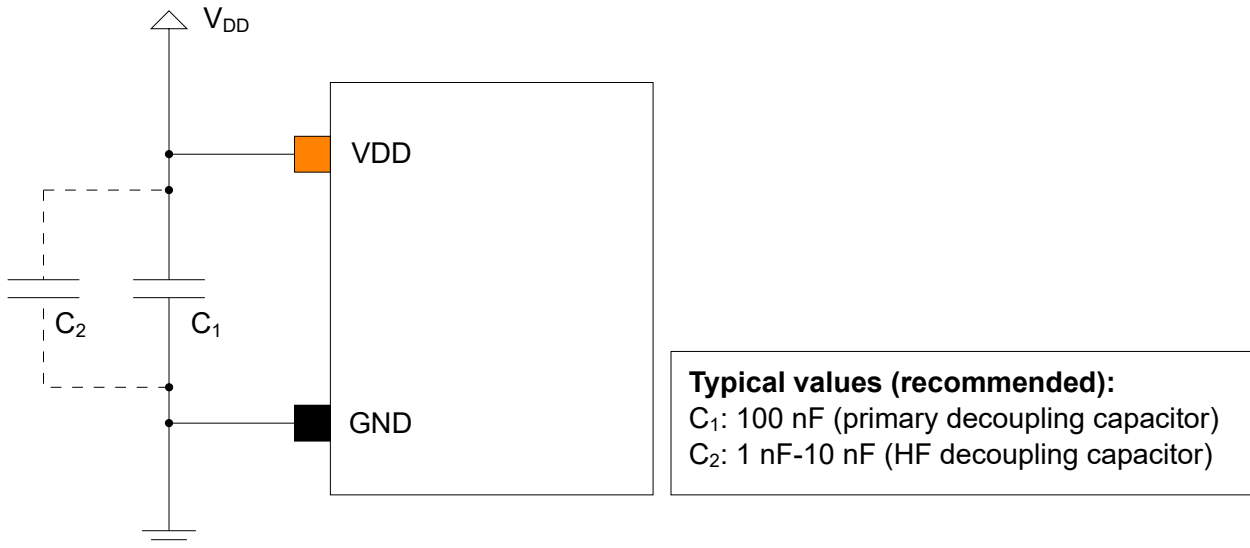 V_DD
VDD
C₂
C₁
GND
Typical values (recommended):
C₁: 100 nF (primary decoupling capacitor)
C₂: 1 nF-10 nF (HF decoupling capacitor)